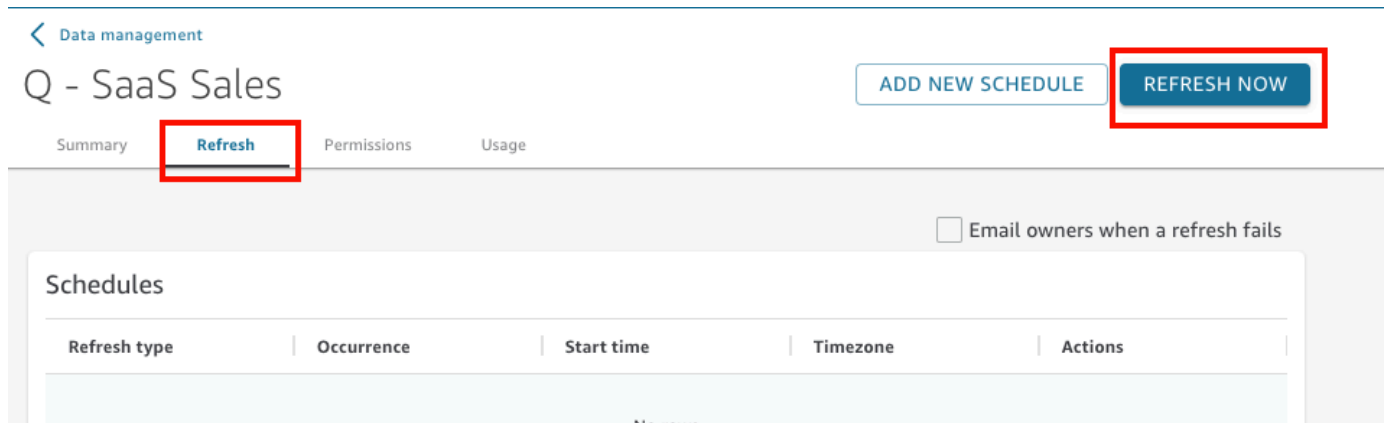 Data management
Q - SaaS Sales
ADD NEW SCHEDULE
REFRESH NOW
Summary Refresh Permissions Usage
Email owners when a refresh fails
Schedules
Refresh type Occurrence Start time Timezone Actions